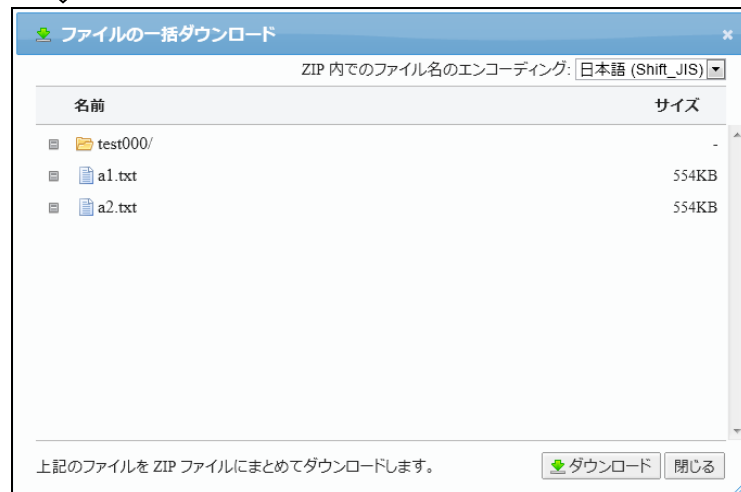 ファイルの一括ダウンロード
ZIP 内でのファイル名のエンコーディング: 日本語 (Shift_JIS)
名前 サイズ
test000/ -
a1.txt 554KB
a2.txt 554KB
上記のファイルを ZIP ファイルにまとめてダウンロードします。 ダウンロード 閉じる